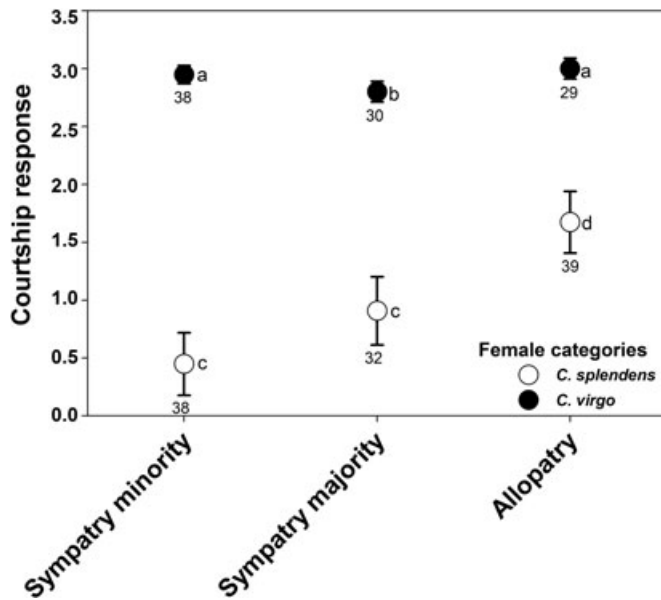 3.5
3.0
2.5
2.0
1.5
1.0
0.5
0.0
Courtship response
a
38
b
30
a
29
c
38
c
32
d
39
Female categories
C. splendens
C. virgo
Sympatry minority
Sympatry majority
Allopatry